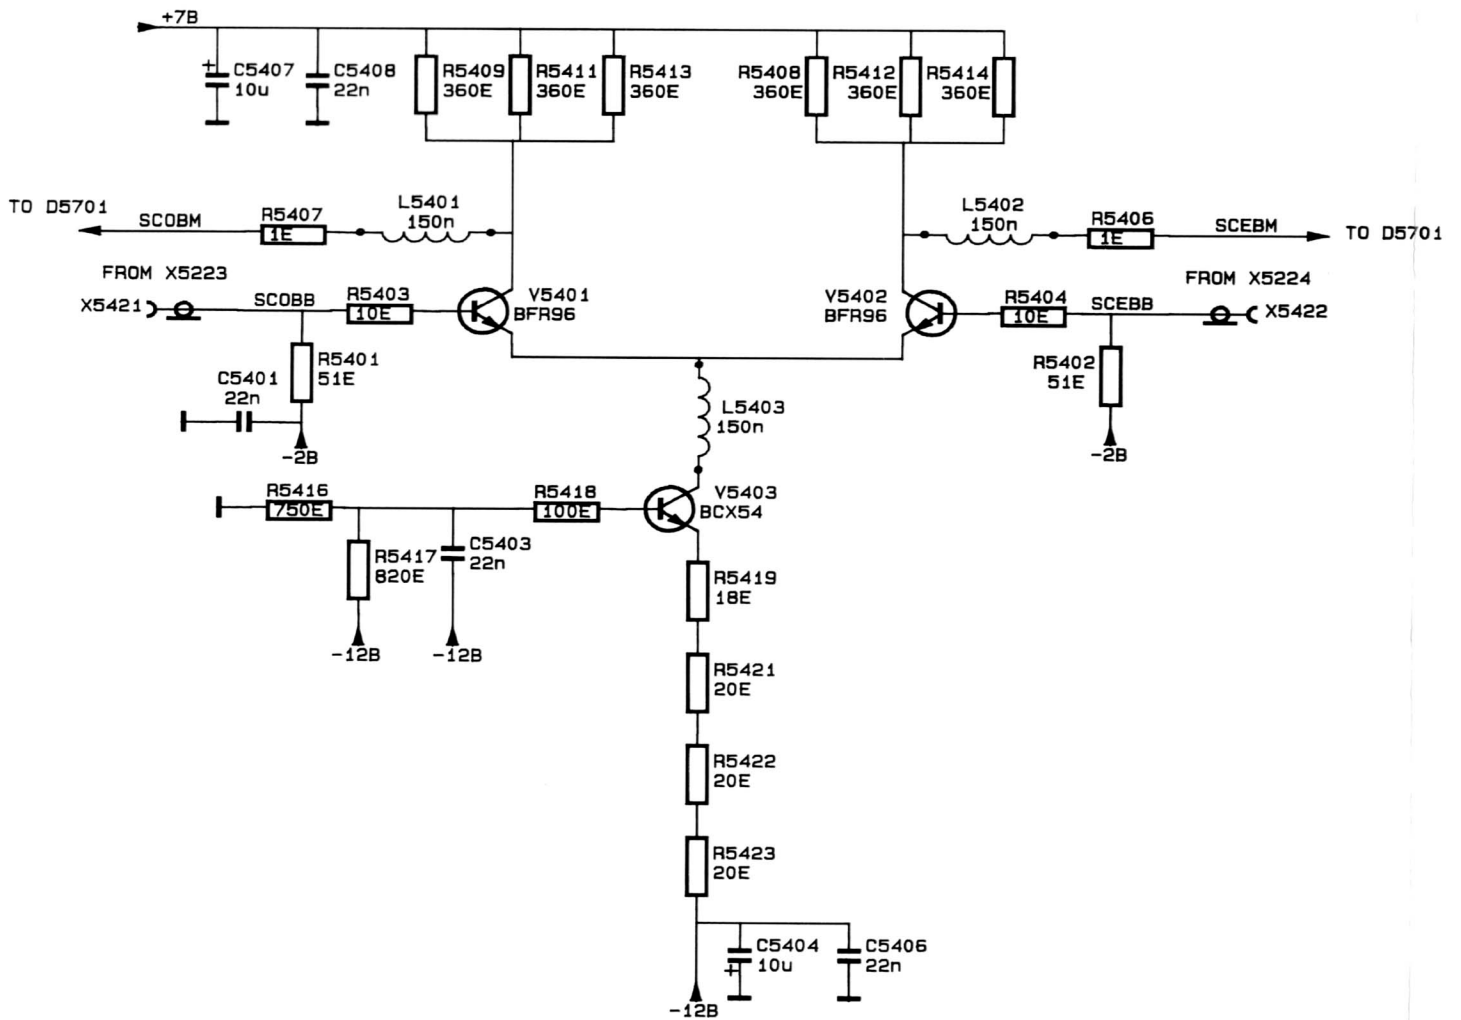 +7B
C5407
10u
C5408
22n
R5409
360E
R5411
360E
R5413
360E
R5408
360E
R5412
360E
R5414
360E
TO D5701
SCOBM
R5407
1E
L5401
150n
L5402
150n
R5406
1E
SCEBM
TO D5701
FROM X5223
X5421
SCOBB
R5403
10E
V5401
BFR96
V5402
BFR96
R5404
10E
SCEBB
FROM X5224
X5422
R5401
51E
C5401
22n
-2B
R5402
51E
-2B
L5403
150n
R5416
750E
R5418
100E
V5403
BCX54
R5417
820E
C5403
22n
-12B
-12B
R5419
18E
R5421
20E
R5422
20E
R5423
20E
C5404
10u
C5406
22n
-12B